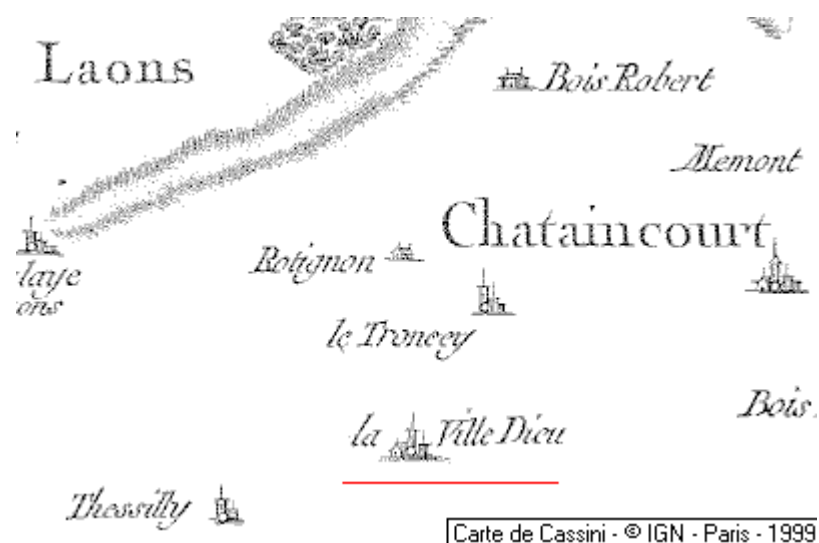 Laons
Bois Robert
Alemont
Chataincourt
Rotignon
laye
ons
le Troncey
Bois
la Ville Dieu
Thessilly
Carte de Cassini - © IGN - Paris - 1999